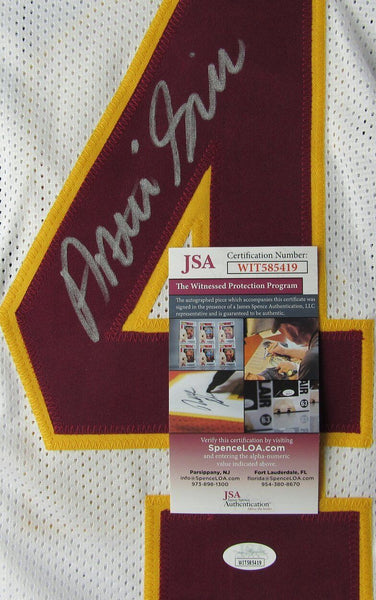 4
JSA
Certification Number:
WIT585419
The Witnessed Protection Program
The autographed piece which accompanies this certificate was
signed in the presence of a James Spence Authentication, LLC
representative and is guaranteed to be authentic.
Verify this certification by visiting
SpenceLOA.com
and entering the alpha-numeric
value indicated above.
Parsippany, NJ
info@SpenceLOA.com
973-898-1300
Fort Lauderdale, FL
florida@SpenceLOA.com
954-380-8670
JSA
Authentication
WIT585419